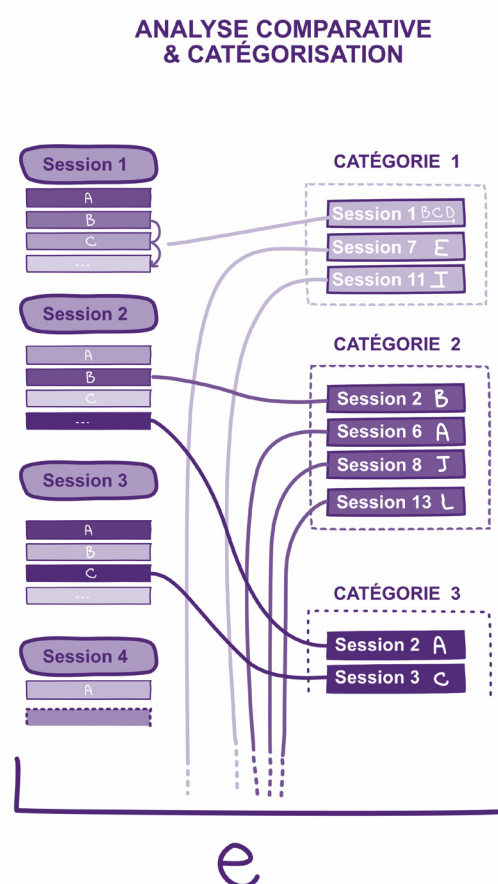 ANALYSE COMPARATIVE
& CATÉGORISATION
Session 1
A
B
C
...
Session 2
A
B
C
...
Session 3
A
B
C
...
Session 4
A
CATÉGORIE 1
Session 1 BCD
Session 7 E
Session 11 I
CATÉGORIE 2
Session 2 B
Session 6 A
Session 8 J
Session 13 L
CATÉGORIE 3
Session 2 A
Session 3 C
e